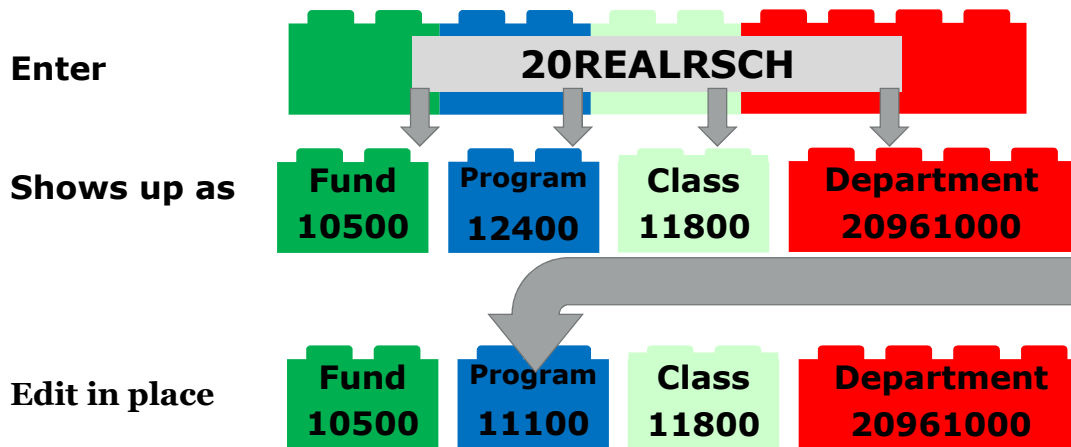 Enter
20REALRSCH
Shows up as
Fund
10500
Program
12400
Class
11800
Department
20961000
Edit in place
Fund
10500
Program
11100
Class
11800
Department
20961000